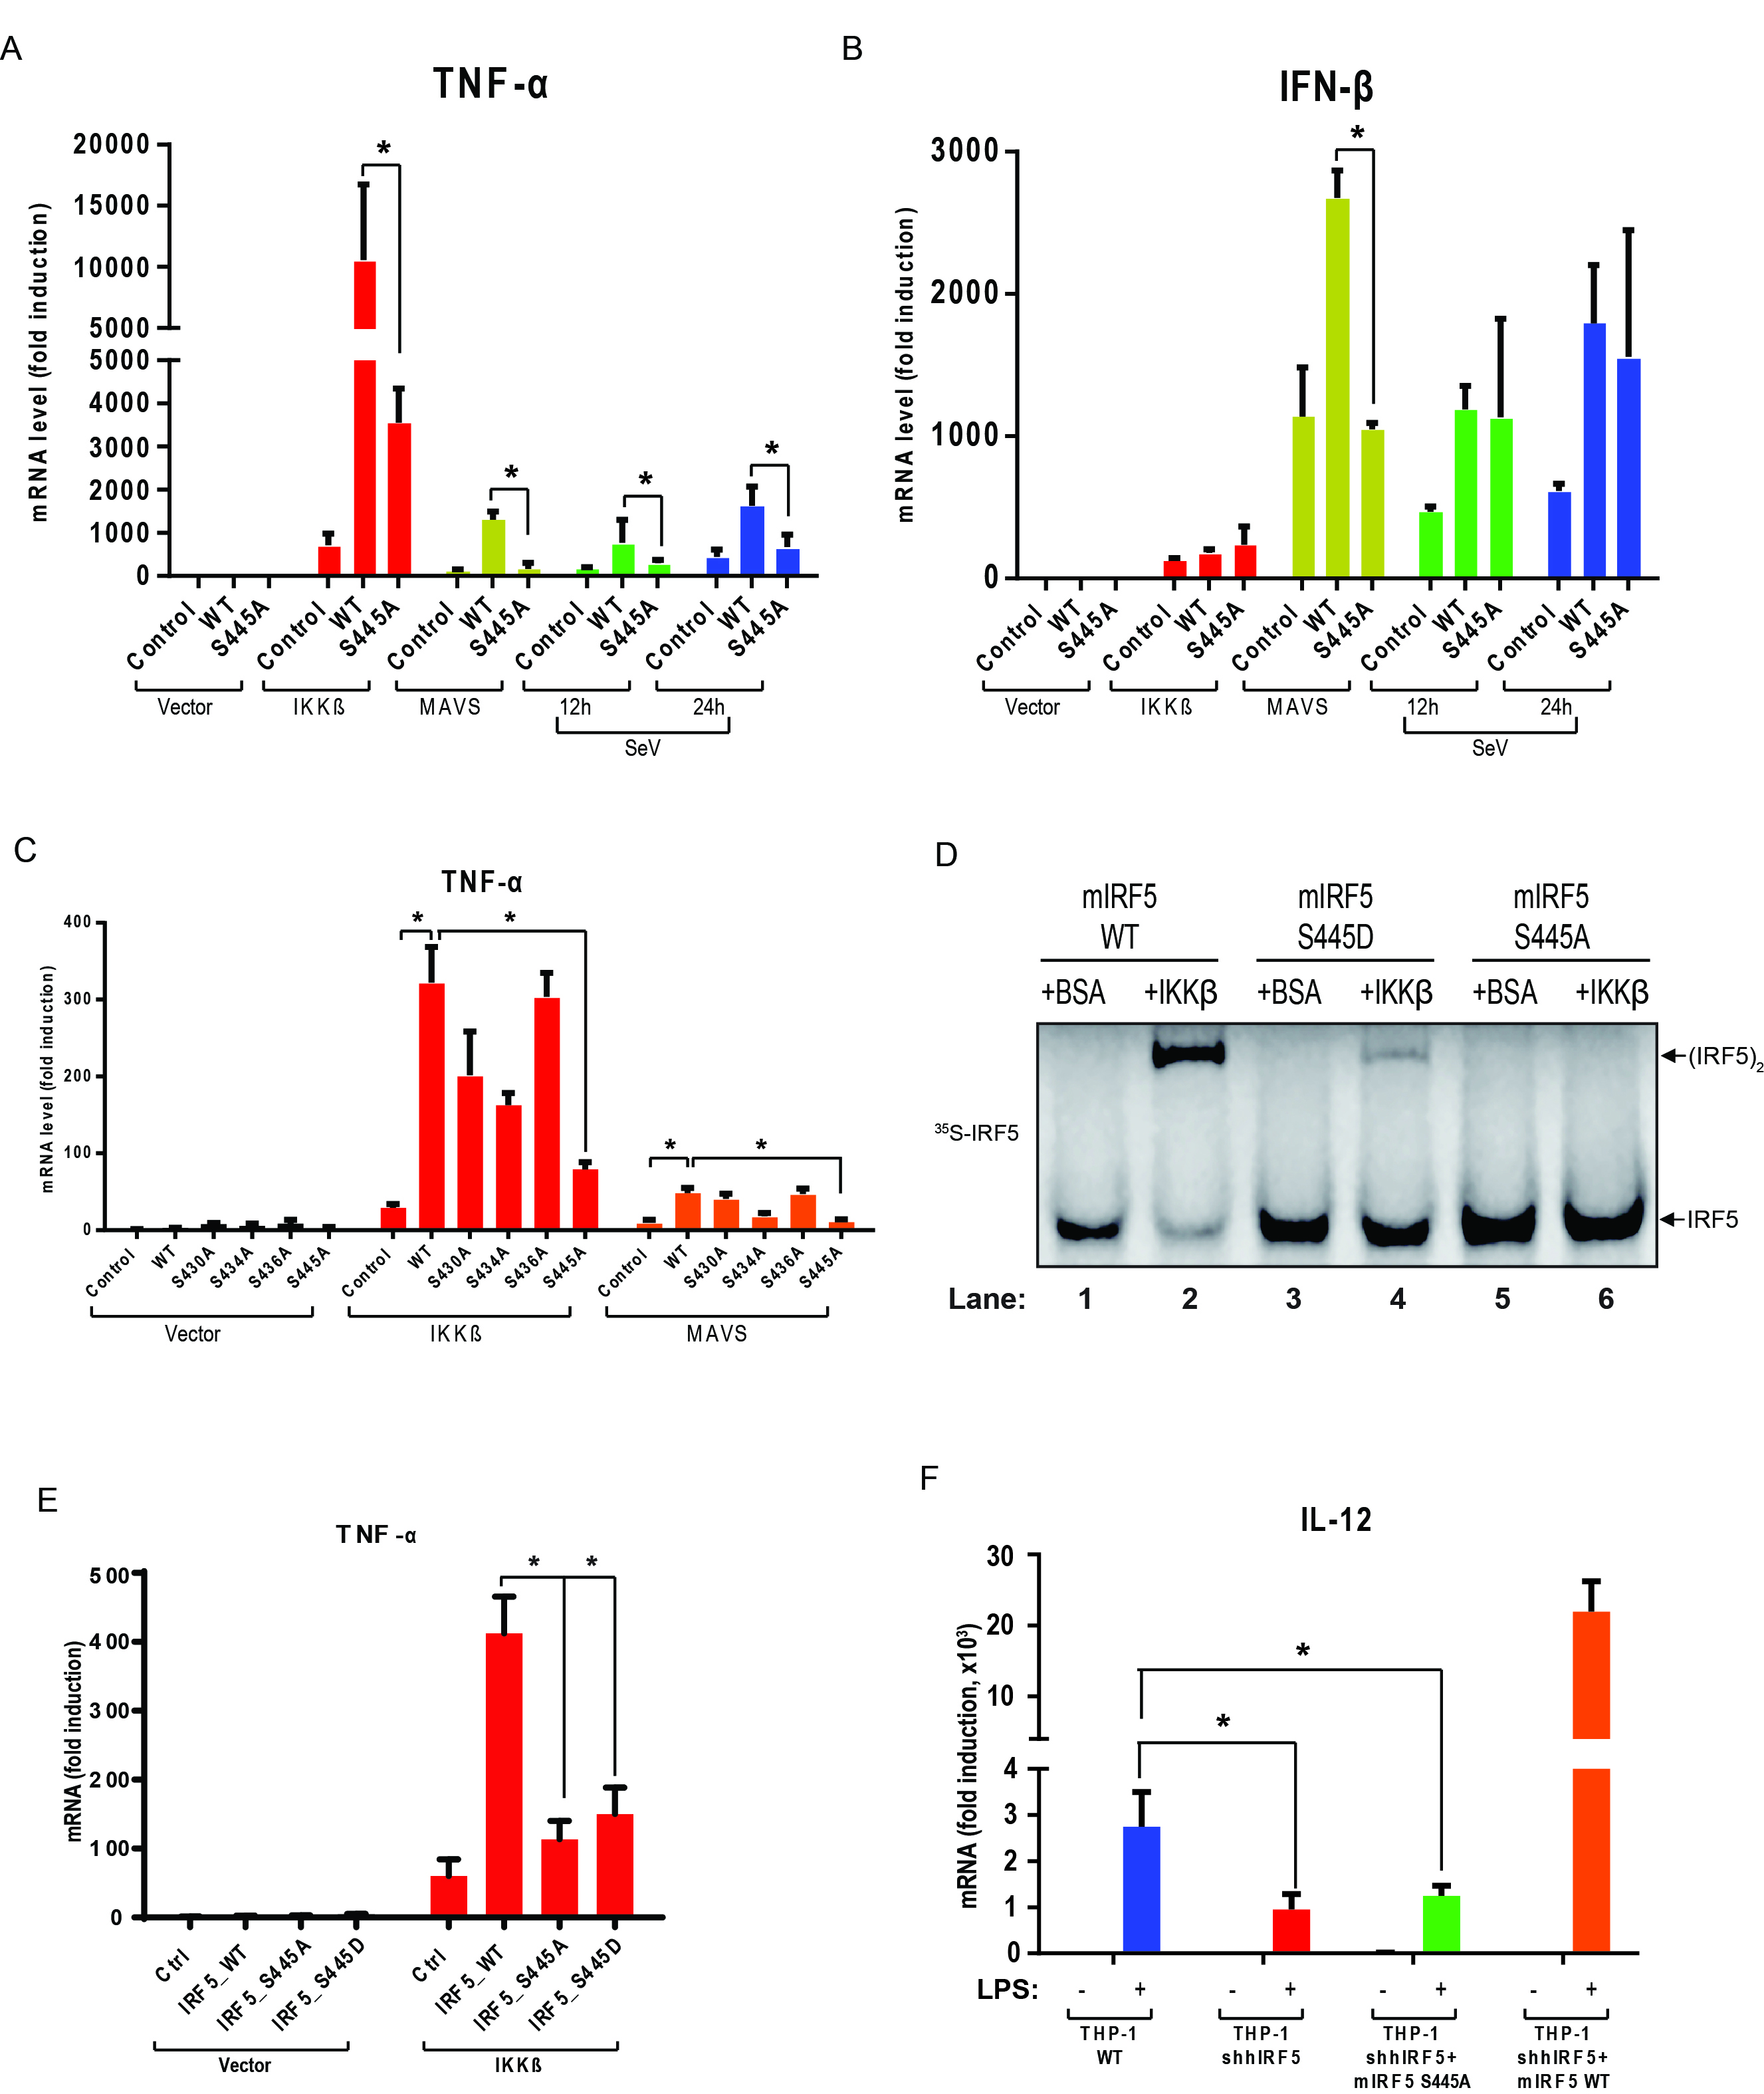 A
TNF-α
mRNA level (fold induction)
20000
15000
10000
5000
5000
4000
3000
2000
1000
0
*
*
*
*
Control
WT
S445A
Control
WT
S445A
Control
WT
S445A
Control
WT
S445A
Control
WT
S445A
Vector
IKKß
MAVS
12h
24h
SeV
B
IFN-β
mRNA level (fold induction)
3000
2000
1000
0
*
Control
WT
S445A
Control
WT
S445A
Control
WT
S445A
Control
WT
S445A
Control
WT
S445A
Vector
IKKß
MAVS
12h
24h
SeV
C
TNF-α
mRNA level (fold induction)
400
300
200
100
0
*
*
*
*
Control
WT
S430A
S434A
S436A
S445A
Control
WT
S430A
S434A
S436A
S445A
Control
WT
S430A
S434A
S436A
S445A
Vector
IKKß
MAVS
D
mIRF5
WT
mIRF5
S445D
mIRF5
S445A
+BSA
+IKKβ
+BSA
+IKKβ
+BSA
+IKKβ
(IRF5)2
35S-IRF5
IRF5
Lane: 1 2 3 4 5 6
E
TNF-α
mRNA (fold induction)
500
400
300
200
100
0
*
*
Ctrl
IRF5_WT
IRF5_S445A
IRF5_S445D
Ctrl
IRF5_WT
IRF5_S445A
IRF5_S445D
Vector
IKKß
F
IL-12
mRNA (fold induction, x103)
30
20
10
4
3
2
1
0
*
*
LPS: - + - + - + - +
THP-1
WT
THP-1
shhIRF5
THP-1
shhIRF5+
mIRF5 S445A
THP-1
shhIRF5+
mIRF5 WT